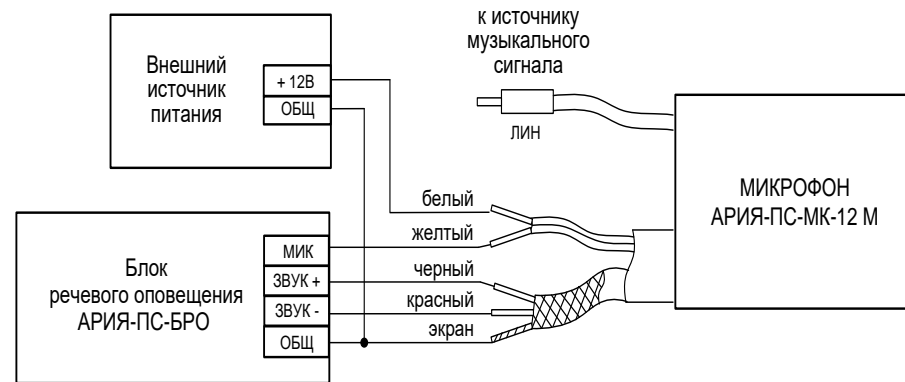 к источнику
музыкального
сигнала
Внешний
источник
питания
+ 12В
ОБЩ
ЛИН
МИКРОФОН
АРИЯ-ПС-МК-12 М
белый
желтый
черный
красный
экран
Блок
речевого оповещения
АРИЯ-ПС-БРО
МИК
ЗВУК +
ЗВУК -
ОБЩ